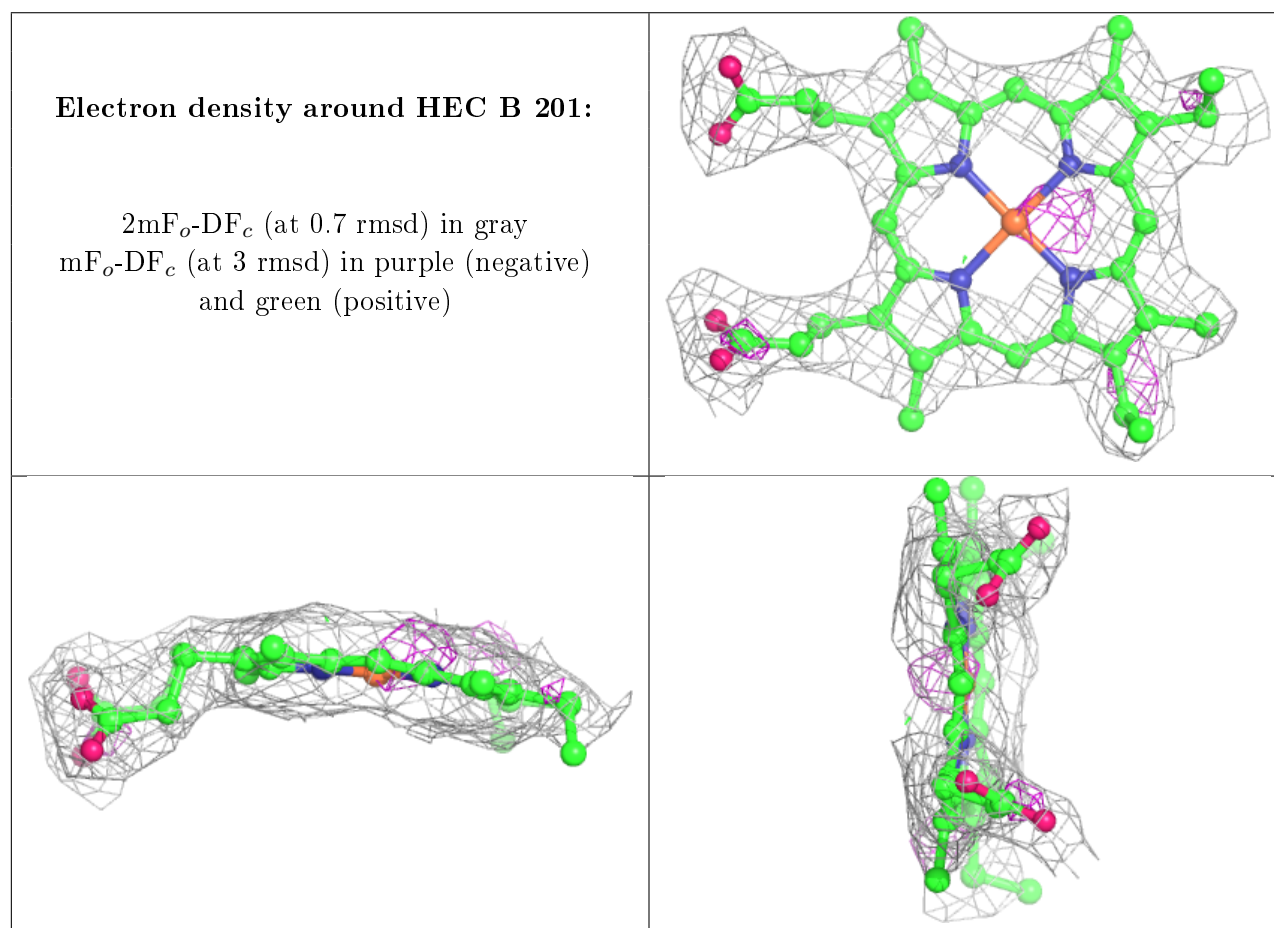 Electron density around HEC B 201:
2mFo-DFc (at 0.7 rmsd) in gray
mFo-DFc (at 3 rmsd) in purple (negative)
and green (positive)